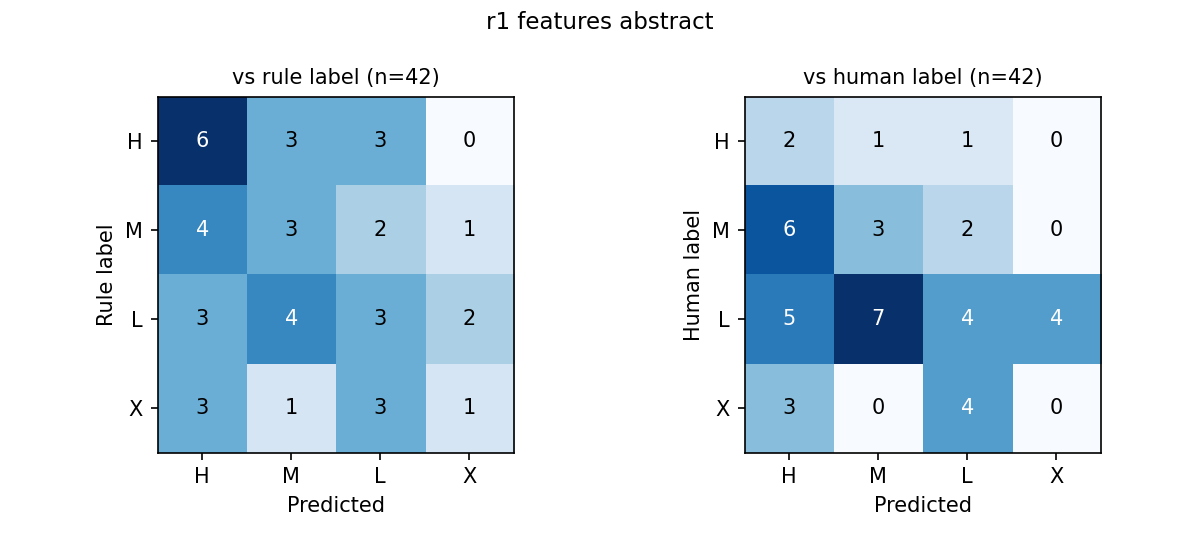 r1 features abstract
vs rule label (n=42)
Rule label
H 6 3 3 0
M 4 3 2 1
L 3 4 3 2
X 3 1 3 1
H M L X
Predicted
vs human label (n=42)
Human label
H 2 1 1 0
M 6 3 2 0
L 5 7 4 4
X 3 0 4 0
H M L X
Predicted